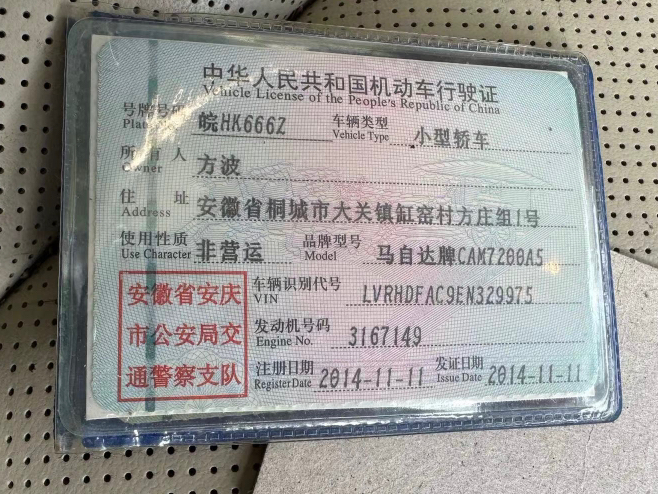 中华人民共和国机动车行驶证
Vehicle License of the People's Republic of China
号牌号码 皖HK666Z 车辆类型 小型轿车
Plate Vehicle Type
所有人 方波
Owner
住址 安徽省桐城市大关镇缸窑村方庄组1号
Address
使用性质 非营运 品牌型号 马自达牌CAM7200A5
Use Character Model
安徽省安庆 车辆识别代号 LVRHDFAC9EN329975
VIN
市公安局交 发动机号码 3167149
Engine No.
通警察支队 注册日期 2014-11-11 发证日期 2014-11-11
Register Date Issue Date